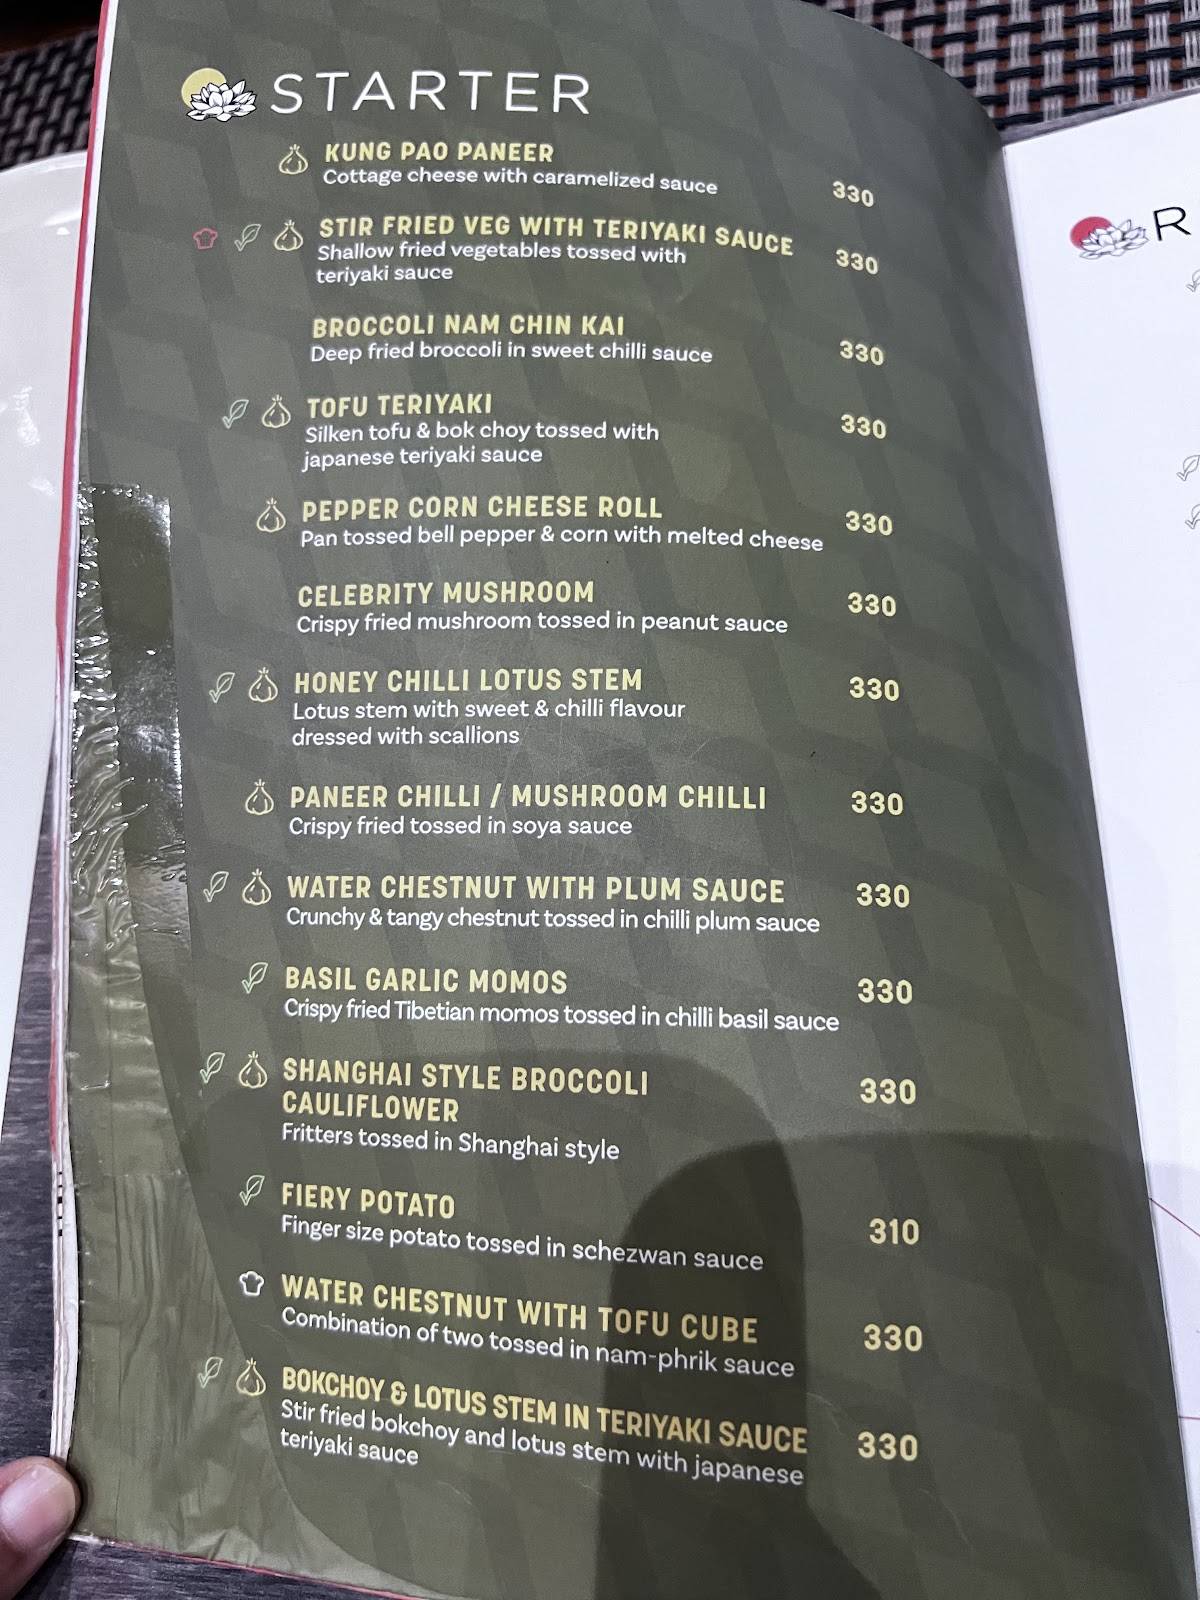 STARTER
KUNG PAO PANEER
Cottage cheese with caramelized sauce 330
STIR FRIED VEG WITH TERIYAKI SAUCE 330
Shallow fried vegetables tossed with
teriyaki sauce
BROCCOLI NAM CHIN KAI
Deep fried broccoli in sweet chilli sauce 330
TOFU TERIYAKI 330
Silken tofu & bok choy tossed with
japanese teriyaki sauce
PEPPER CORN CHEESE ROLL 330
Pan tossed bell pepper & corn with melted cheese
CELEBRITY MUSHROOM 330
Crispy fried mushroom tossed in peanut sauce
HONEY CHILLI LOTUS STEM 330
Lotus stem with sweet & chilli flavour
dressed with scallions
PANEER CHILLI / MUSHROOM CHILLI 330
Crispy fried tossed in soya sauce
WATER CHESTNUT WITH PLUM SAUCE 330
Crunchy & tangy chestnut tossed in chilli plum sauce
BASIL GARLIC MOMOS 330
Crispy fried Tibetian momos tossed in chilli basil sauce
SHANGHAI STYLE BROCCOLI 330
CAULIFLOWER
Fritters tossed in Shanghai style
FIERY POTATO 310
Finger size potato tossed in schezwan sauce
WATER CHESTNUT WITH TOFU CUBE 330
Combination of two tossed in nam-phrik sauce
BOKCHOY & LOTUS STEM IN TERIYAKI SAUCE 330
Stir fried bokchoy and lotus stem with japanese
teriyaki sauce
R